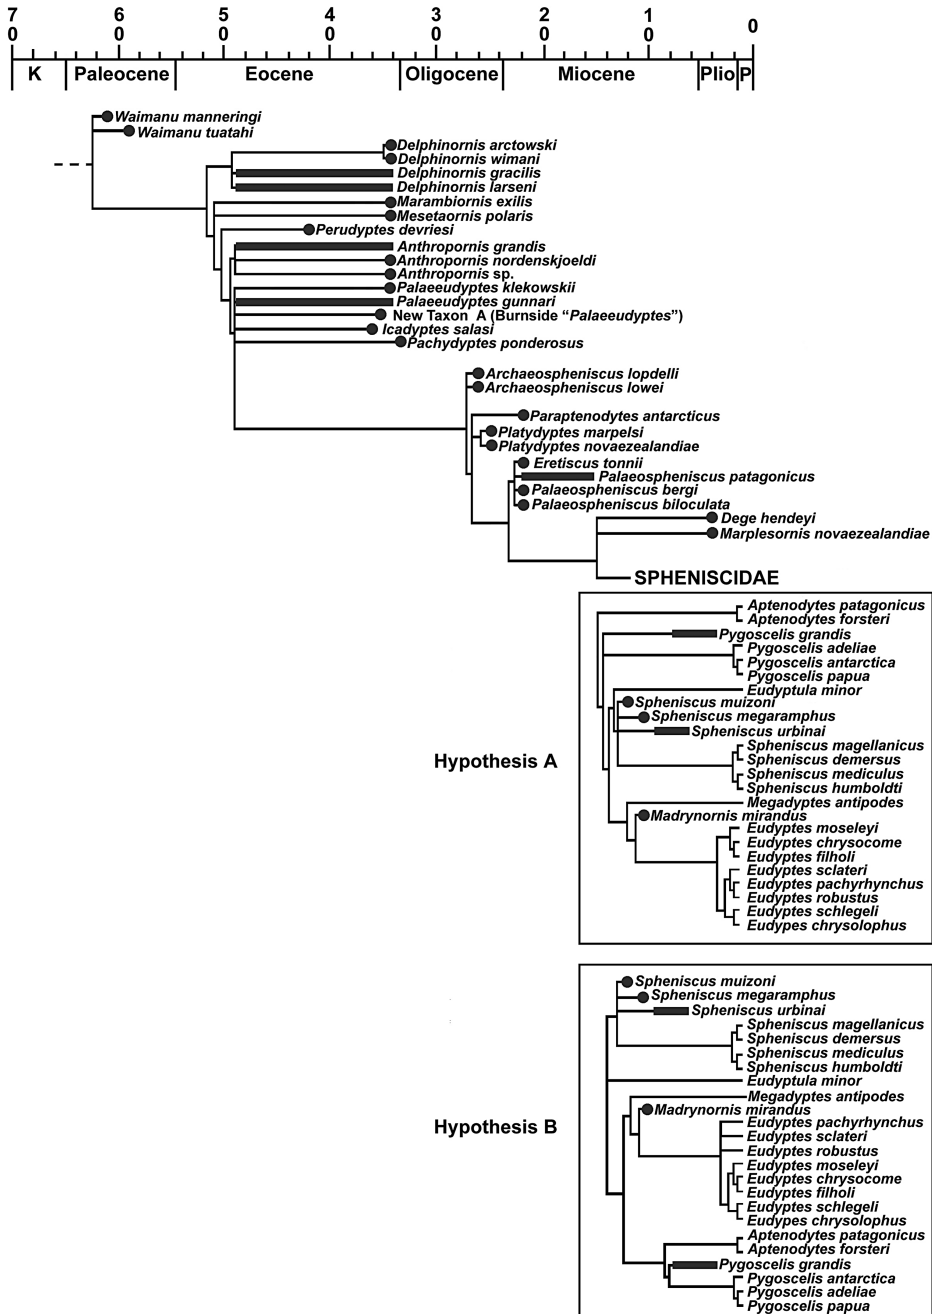 7 6 5 4 3 2 1 0
0 0 0 0 0 0 0
K Paleocene Eocene Oligocene Miocene Plio P
Waimanu manneringi
Waimanu tuatahi
Delphinornis arctowski
Delphinornis wimani
Delphinornis gracilis
Delphinornis larseni
Marambiornis exilis
Mesetaornis polaris
Perudyptes devriesi
Anthropornis grandis
Anthropornis nordenskjoeldi
Anthropornis sp.
Palaeeudyptes klekowskii
Palaeeudyptes gunnari
New Taxon A (Burnside “Palaeeudyptes”)
Icadyptes salasi
Pachydyptes ponderosus
Archaeospheniscus lopdelli
Archaeospheniscus lowei
Paraptenodytes antarcticus
Platydyptes marpelsi
Platydyptes novaezealandiae
Eretiscus tonnii
Palaeospheniscus patagonicus
Palaeospheniscus bergi
Palaeospheniscus biloculata
Dege hendeyi
Marplesornis novaezealandiae
SPHENISCIDAE
Hypothesis A
Aptenodytes patagonicus
Aptenodytes forsteri
Pygoscelis grandis
Pygoscelis adeliae
Pygoscelis antarctica
Pygoscelis papua
Eudyptula minor
Spheniscus muizoni
Spheniscus megaramphus
Spheniscus urbinai
Spheniscus magellanicus
Spheniscus demersus
Spheniscus mediculus
Spheniscus humboldti
Megadyptes antipodes
Madrynornis mirandus
Eudyptes moseleyi
Eudyptes chrysocome
Eudyptes filholi
Eudyptes sclateri
Eudyptes pachyrhynchus
Eudyptes robustus
Eudyptes schlegeli
Eudypes chrysolophus
Hypothesis B
Spheniscus muizoni
Spheniscus megaramphus
Spheniscus urbinai
Spheniscus magellanicus
Spheniscus demersus
Spheniscus mediculus
Spheniscus humboldti
Eudyptula minor
Megadyptes antipodes
Madrynornis mirandus
Eudyptes pachyrhynchus
Eudyptes sclateri
Eudyptes robustus
Eudyptes moseleyi
Eudyptes chrysocome
Eudyptes filholi
Eudyptes schlegeli
Eudypes chrysolophus
Aptenodytes patagonicus
Aptenodytes forsteri
Pygoscelis grandis
Pygoscelis antarctica
Pygoscelis adeliae
Pygoscelis papua